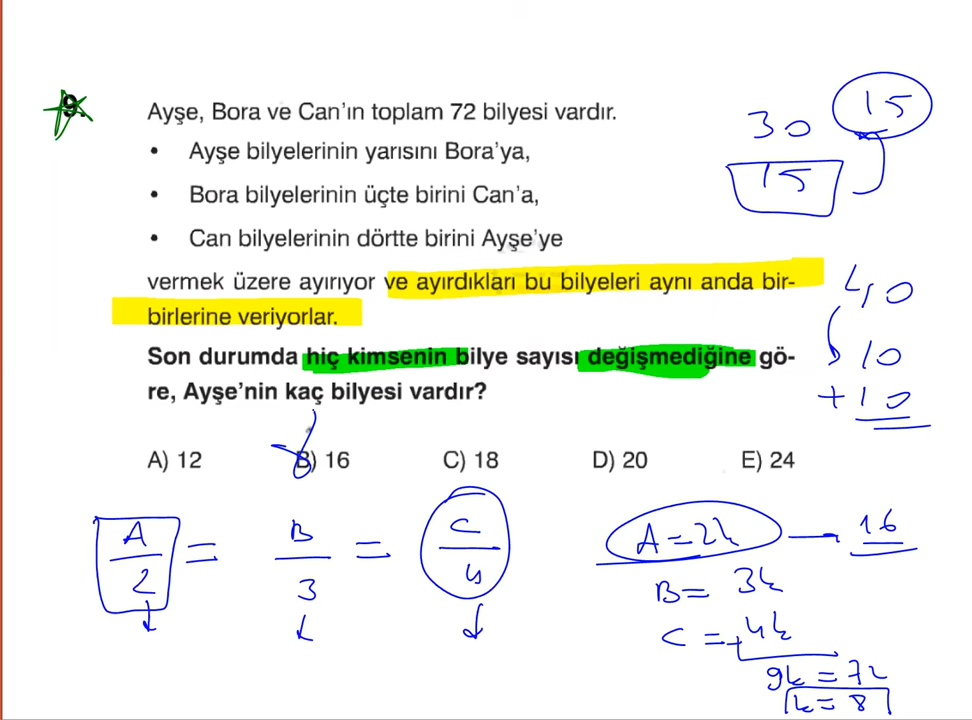 9.
Ayşe, Bora ve Can'ın toplam 72 bilyesi vardır.
• Ayşe bilyelerinin yarısını Bora'ya,
• Bora bilyelerinin üçte birini Can'a,
• Can bilyelerinin dörtte birini Ayşe'ye
vermek üzere ayırıyor ve ayırdıkları bu bilyeleri aynı anda bir-
birlerine veriyorlar.
Son durumda hiç kimsenin bilye sayısı değişmediğine gö-
re, Ayşe'nin kaç bilyesi vardır?
A) 12 B) 16 C) 18 D) 20 E) 24
30 15
15
40
10
+10
A/2 = B/3 = C/4
A=2k 16
B= 3k
C = 4k
+
9k = 72
k= 8